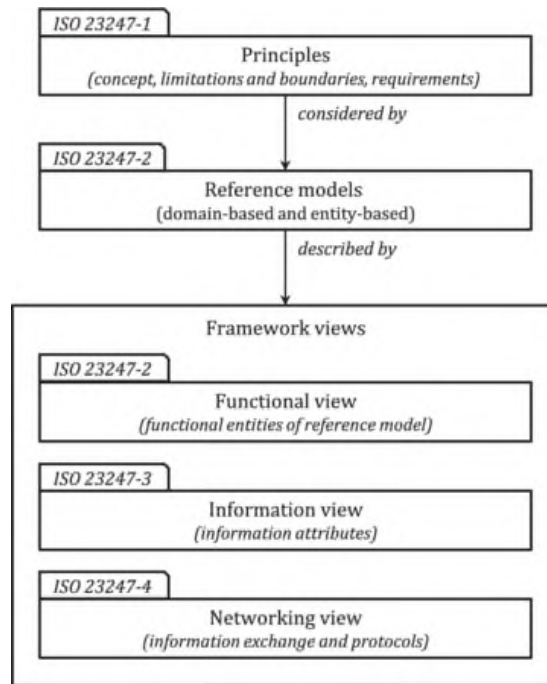 ISO 23247-1
Principles
(concept, limitations and boundaries, requirements)
considered by
ISO 23247-2
Reference models
(domain-based and entity-based)
described by
Framework views
ISO 23247-2
Functional view
(functional entities of reference model)
ISO 23247-3
Information view
(information attributes)
ISO 23247-4
Networking view
(information exchange and protocols)